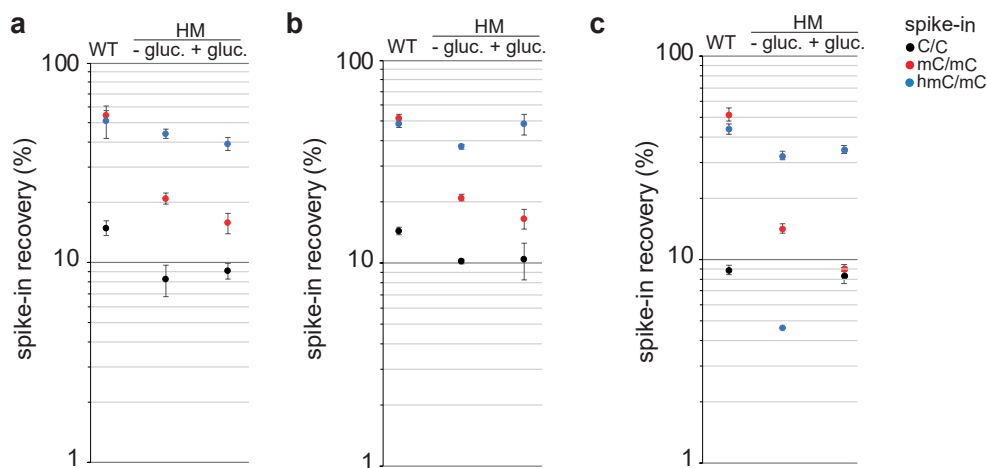 a
HM
WT
- gluc. + gluc.
100
10
1
spike-in recovery (%)
b
HM
WT
- gluc. + gluc.
100
10
1
spike-in recovery (%)
c
HM
WT
- gluc. + gluc.
100
10
1
spike-in recovery (%)
spike-in
C/C
mC/mC
hmC/mC